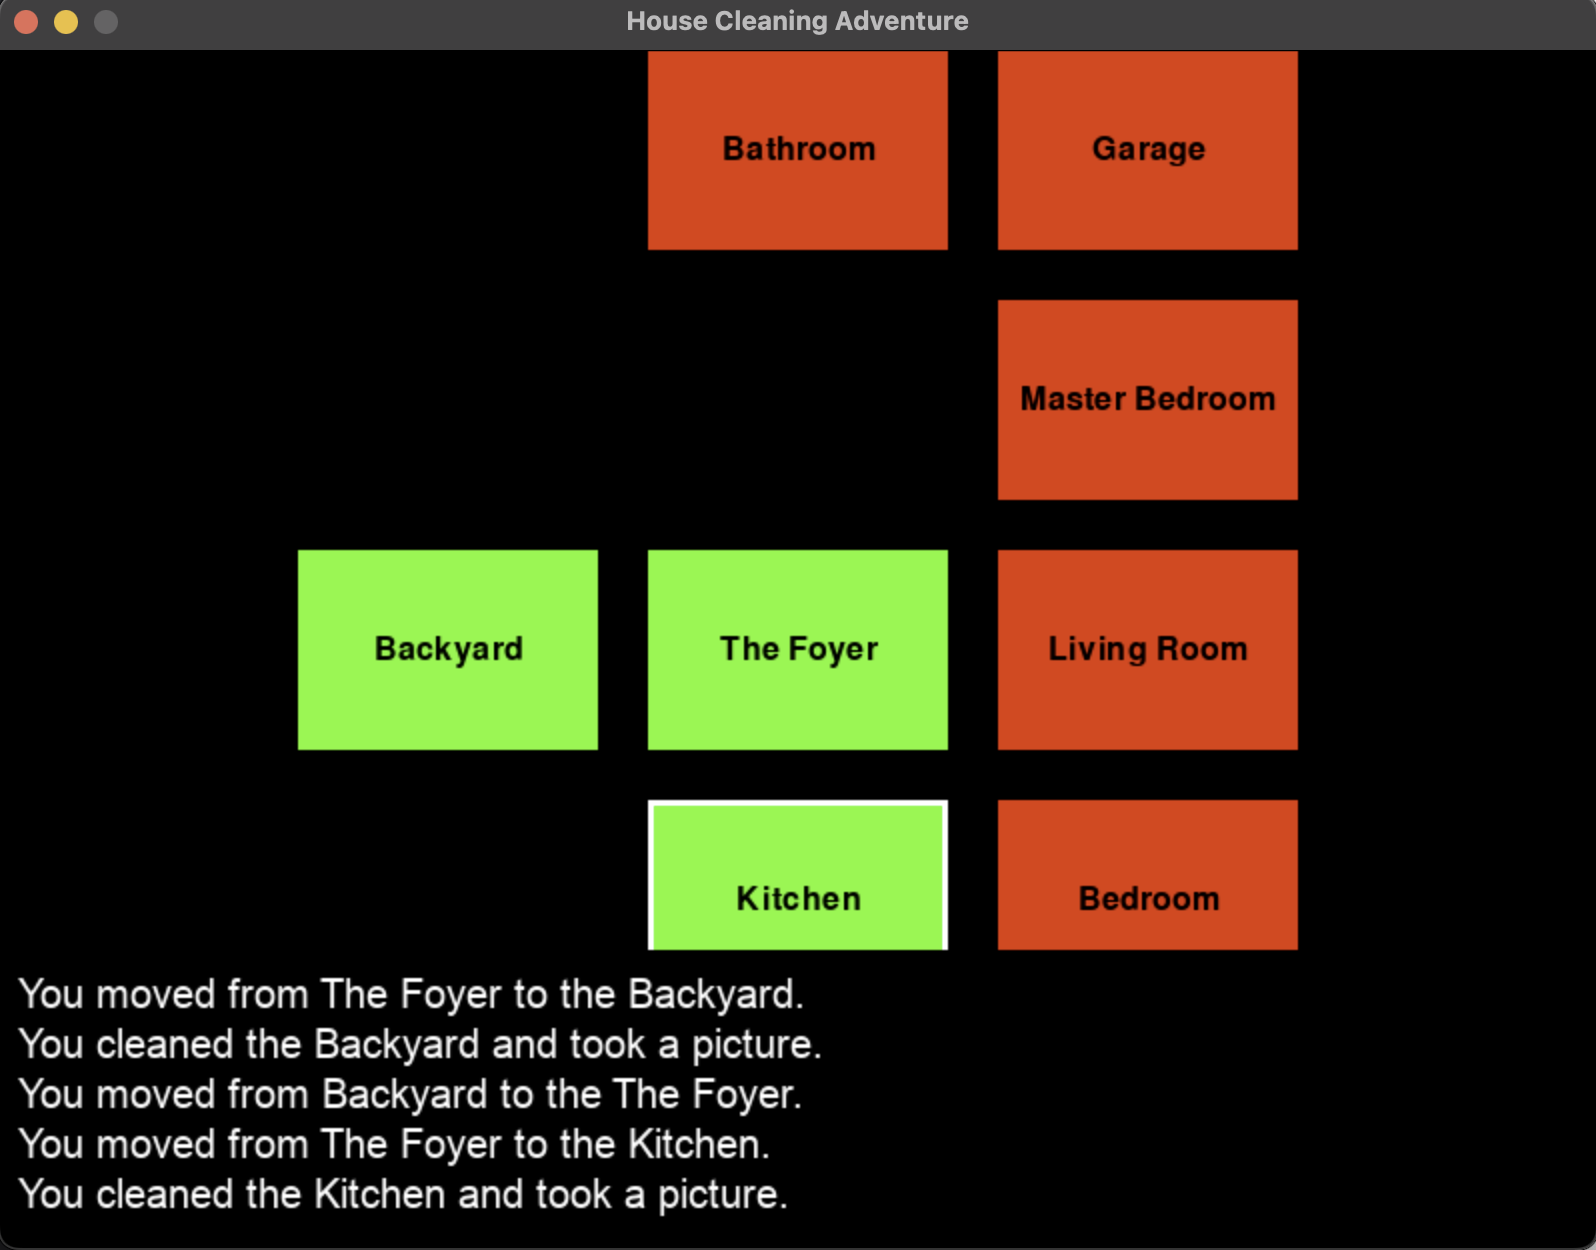 House Cleaning Adventure
Bathroom
Garage
Master Bedroom
Backyard
The Foyer
Living Room
Kitchen
Bedroom
You moved from The Foyer to the Backyard.
You cleaned the Backyard and took a picture.
You moved from Backyard to the The Foyer.
You moved from The Foyer to the Kitchen.
You cleaned the Kitchen and took a picture.